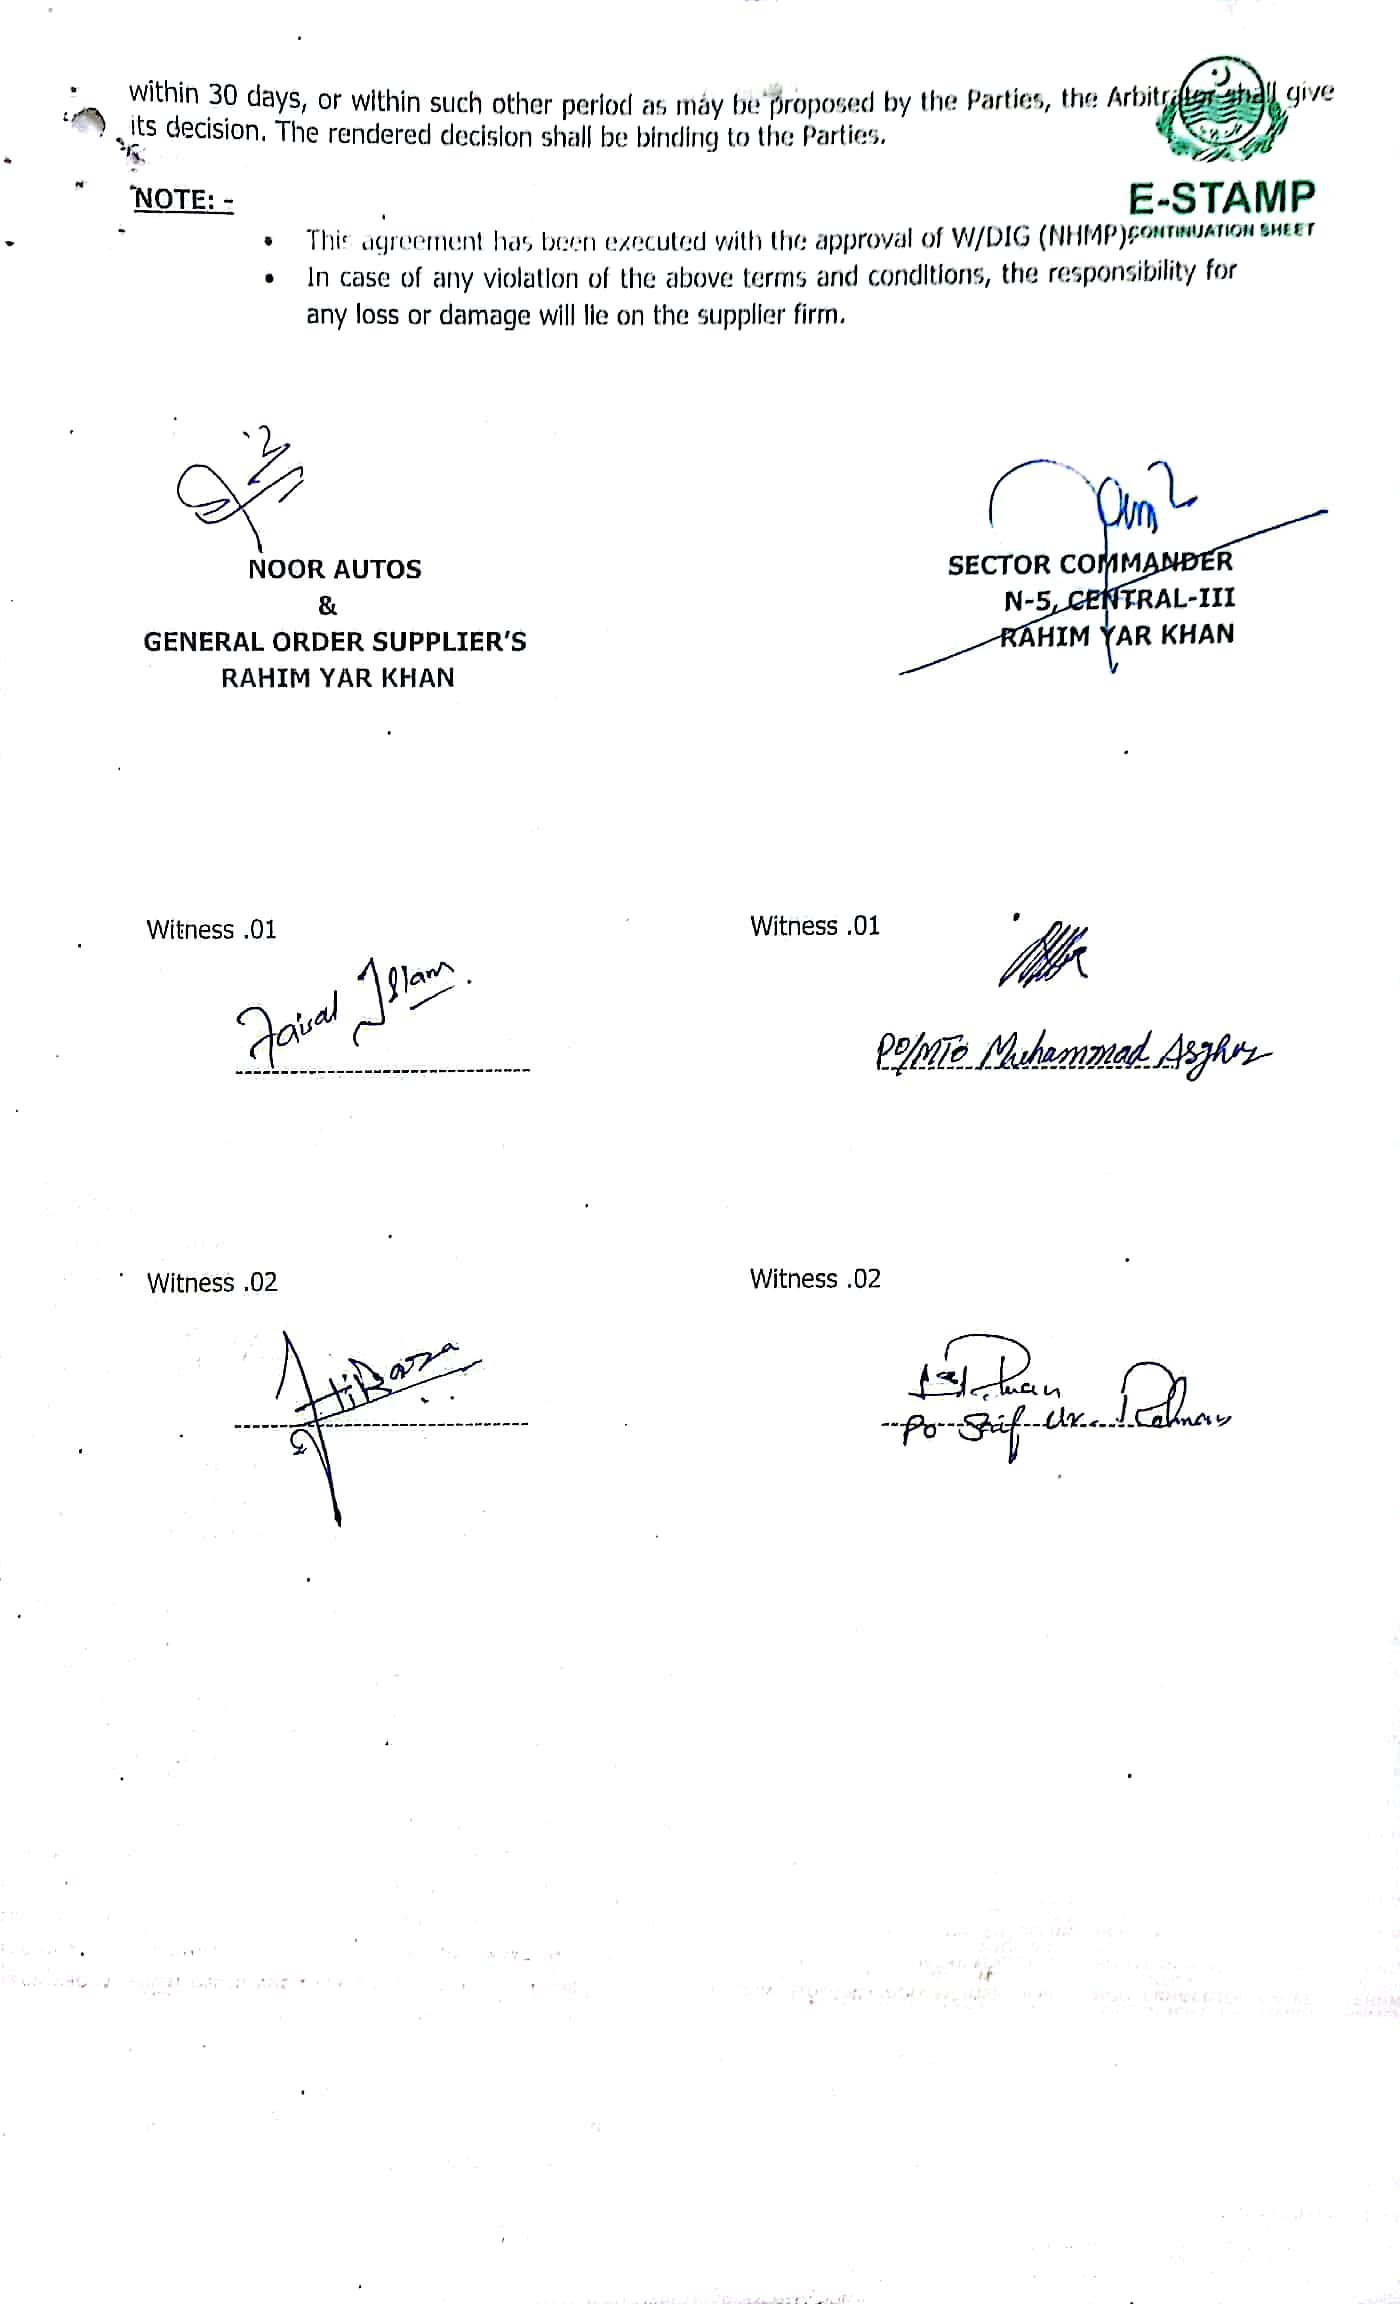 within 30 days, or within such other period as may be proposed by the Parties, the Arbitrator shall give
its decision. The rendered decision shall be binding to the Parties.
E-STAMP
CONTINUATION SHEET
NOTE: -
• This agreement has been executed with the approval of W/DIG (NHMP).
• In case of any violation of the above terms and conditions, the responsibility for
any loss or damage will lie on the supplier firm.
NOOR AUTOS
&
GENERAL ORDER SUPPLIER'S
RAHIM YAR KHAN
SECTOR COMMANDER
N-5, CENTRAL-III
RAHIM YAR KHAN
Witness .01
Faisal Islam.
Witness .01
PO/MTO Muhammad Asghar
Witness .02
Witness .02
PO Saif Ur Rehman